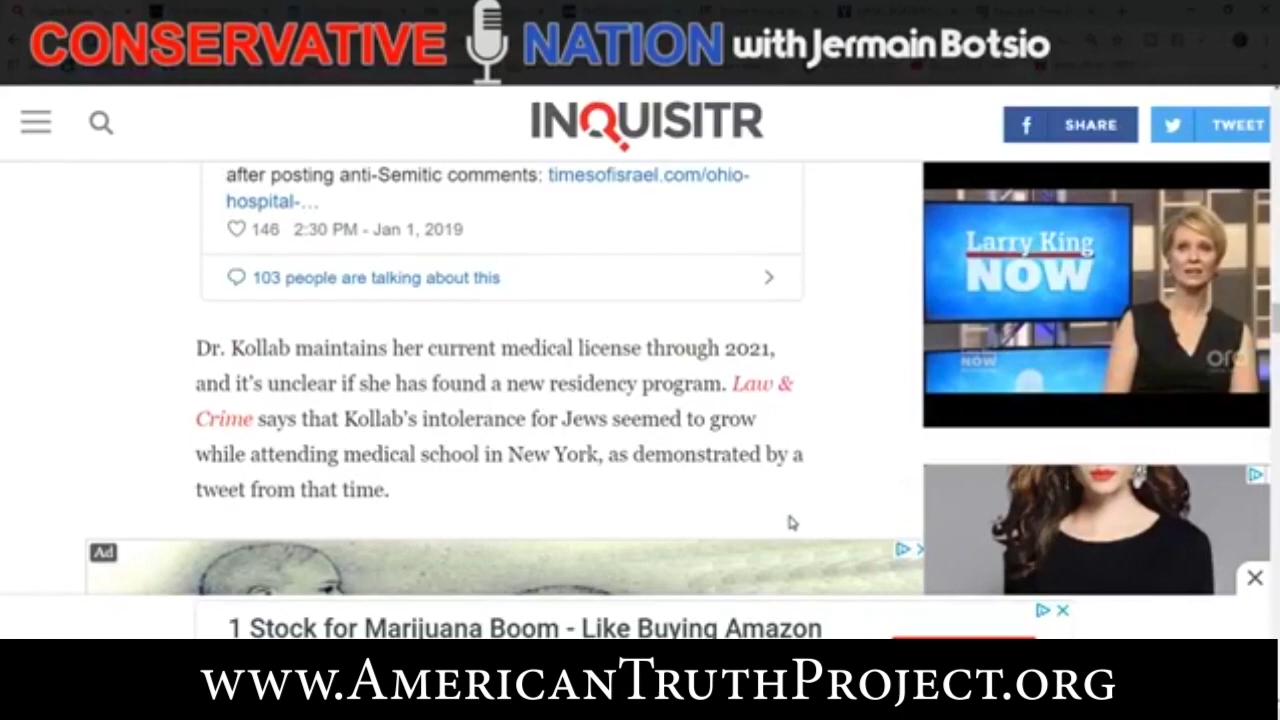 CONSERVATIVE NATION with Jermain Botsio
INQUISITR
SHARE
TWEET
after posting anti-Semitic comments: timesofisrael.com/ohio-
hospital-…
146 2:30 PM - Jan 1, 2019
103 people are talking about this
Dr. Kollab maintains her current medical license through 2021,
and it's unclear if she has found a new residency program. Law &
Crime says that Kollab's intolerance for Jews seemed to grow
while attending medical school in New York, as demonstrated by a
tweet from that time.
Larry King
NOW
NOW
ora
Ad
1 Stock for Marijuana Boom - Like Buying Amazon
www.AmericanTruthProject.org